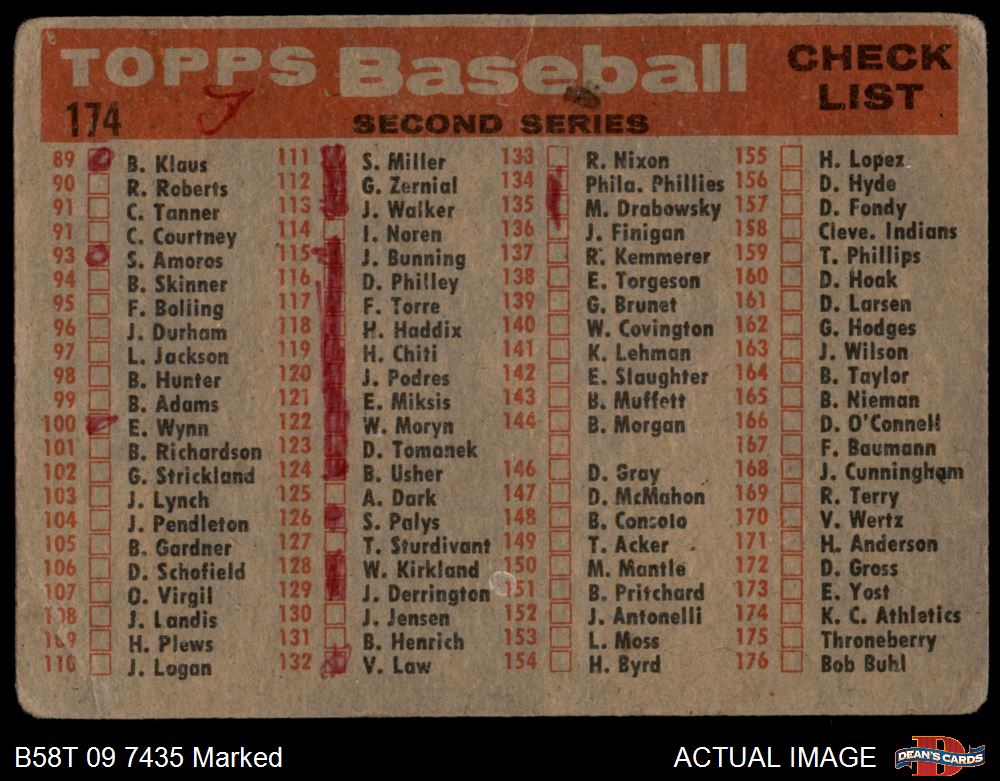 TOPPS Baseball CHECK LIST
174
SECOND SERIES
89 B. Klaus
90 R. Roberts
91 C. Tanner
91 C. Courtney
93 S. Amoros
94 B. Skinner
95 F. Bolling
96 J. Durham
97 L. Jackson
98 B. Hunter
99 B. Adams
100 E. Wynn
101 B. Richardson
102 G. Strickland
103 J. Lynch
104 J. Pendleton
105 B. Gardner
106 D. Schofield
107 O. Virgil
108 J. Landis
109 H. Plews
110 J. Logan
111 S. Miller
112 G. Zernial
113 J. Walker
114 I. Noren
115 J. Bunning
116 D. Philley
117 F. Torre
118 H. Haddix
119 H. Chiti
120 J. Podres
121 E. Miksis
122 W. Moryn
123 D. Tomanek
124 B. Usher
125 A. Dark
126 S. Palys
127 T. Sturdivant
128 W. Kirkland
129 J. Derrington
130 J. Jensen
131 B. Henrich
132 V. Law
133 R. Nixon
134 Phila. Phillies
135 M. Drabowsky
136 J. Finigan
137 R. Kemmerer
138 E. Torgeson
139 G. Brunet
140 W. Covington
141 K. Lehman
142 E. Slaughter
143 B. Muffett
144 B. Morgan
146 D. Gray
147 D. McMahon
148 B. Consolo
149 T. Acker
150 M. Mantle
151 B. Pritchard
152 J. Antonelli
153 L. Moss
154 H. Byrd
155 H. Lopez
156 D. Hyde
157 D. Fondy
158 Cleve. Indians
159 T. Phillips
160 D. Hoak
161 D. Larsen
162 G. Hodges
163 J. Wilson
164 B. Taylor
165 B. Nieman
166 D. O'Connell
167 F. Baumann
168 J. Cunningham
169 R. Terry
170 V. Wertz
171 H. Anderson
172 D. Gross
173 E. Yost
174 K. C. Athletics
175 Throneberry
176 Bob Buhl
B58T 09 7435 Marked
ACTUAL IMAGE
DEAN'S CARDS